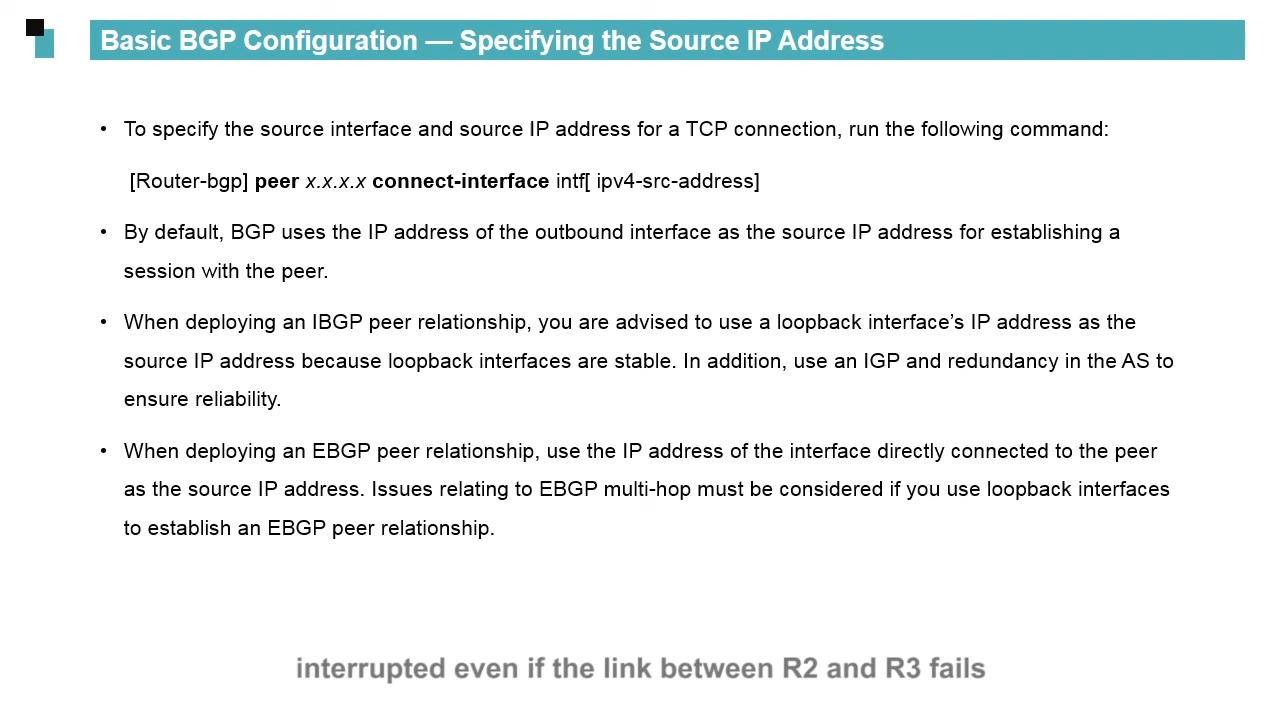 Basic BGP Configuration — Specifying the Source IP Address
• To specify the source interface and source IP address for a TCP connection, run the following command:
[Router-bgp] peer x.x.x.x connect-interface intf[ ipv4-src-address]
• By default, BGP uses the IP address of the outbound interface as the source IP address for establishing a
session with the peer.
• When deploying an IBGP peer relationship, you are advised to use a loopback interface’s IP address as the
source IP address because loopback interfaces are stable. In addition, use an IGP and redundancy in the AS to
ensure reliability.
• When deploying an EBGP peer relationship, use the IP address of the interface directly connected to the peer
as the source IP address. Issues relating to EBGP multi-hop must be considered if you use loopback interfaces
to establish an EBGP peer relationship.
interrupted even if the link between R2 and R3 fails